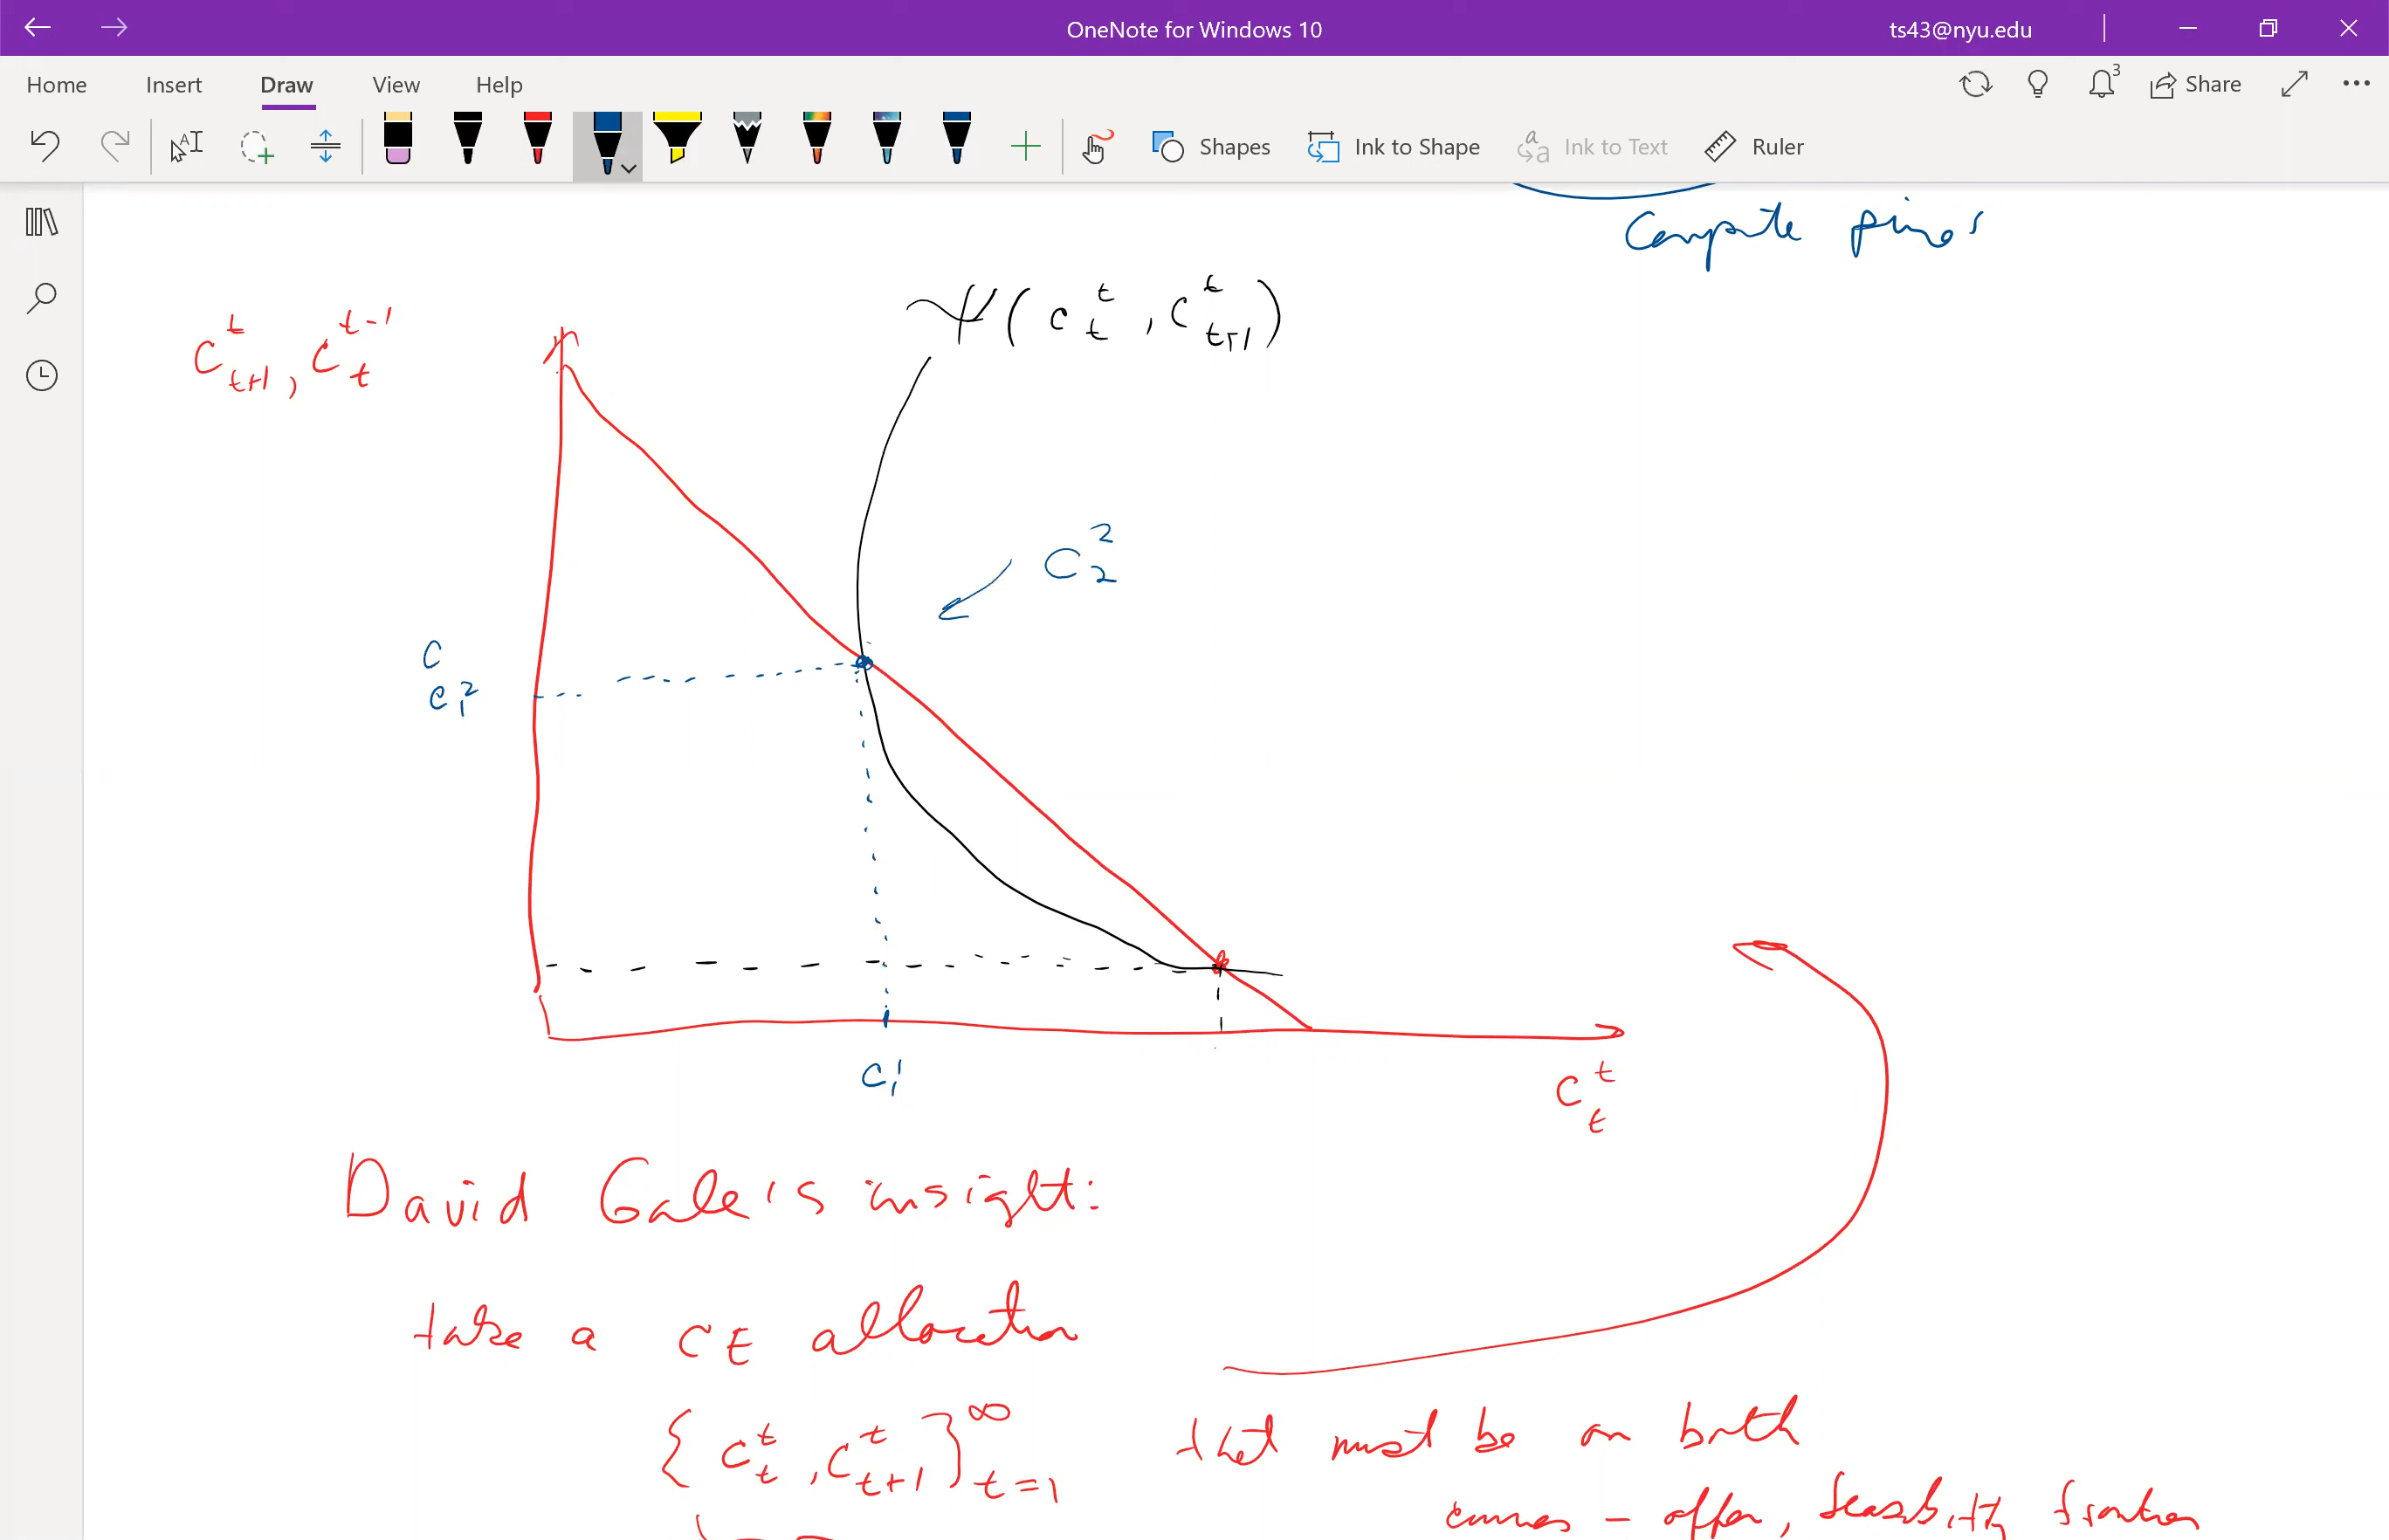 OneNote for Windows 10
ts43@nyu.edu
Home Insert Draw View Help
3
Share
Shapes Ink to Shape Ink to Text Ruler
Compute
ψ(c_t^t, c_{t+1}^t)
c_{t+1}^t, c_t^{t-1}
c_2^2
c
c_1^2
c_1^1
c_t^t
David Gale's insight:
take a CE allocation
{c_t^t, c_{t+1}^t}_{t=1}^∞ that must be on both
curves - offer, feasibility frontier